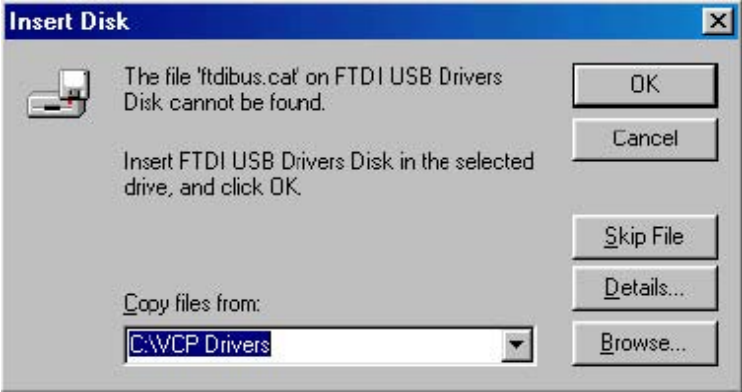 Insert Disk
The file 'ftdibus.cat' on FTDI USB Drivers
Disk cannot be found.
Insert FTDI USB Drivers Disk in the selected
drive, and click OK.
Copy files from:
C:\VCP Drivers
OK
Cancel
Skip File
Details...
Browse...